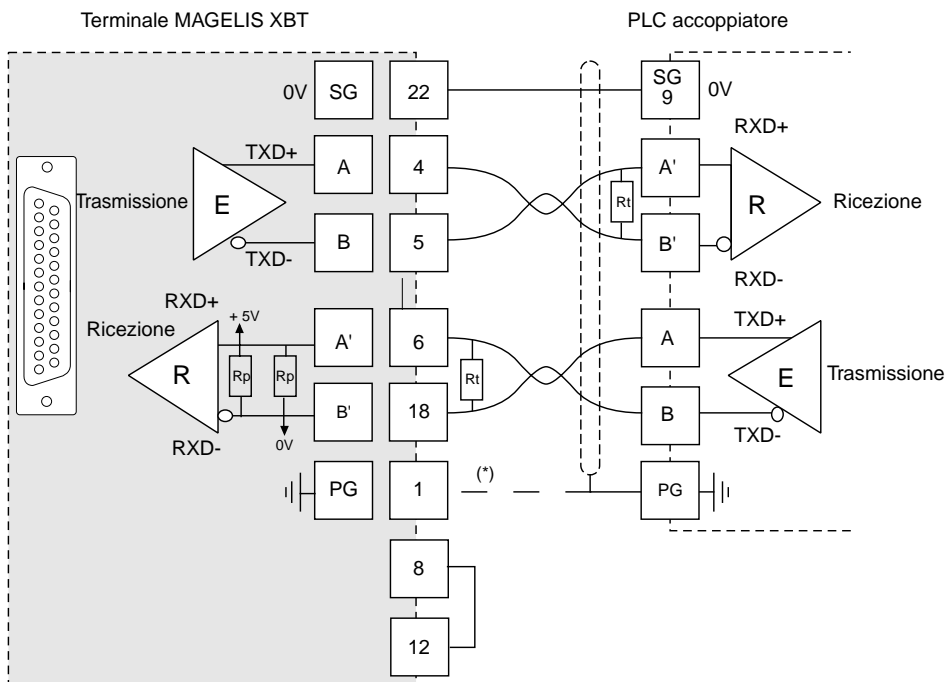 Terminale MAGELIS XBT
PLC accoppiatore
0V SG 22
SG 9 0V
TXD+ A 4
A' RXD+
Trasmissione E
Rt
R Ricezione
TXD- B 5
B' RXD-
RXD+
Ricezione + 5V
A' 6
A TXD+
R Rp Rp
Rt
E Trasmissione
B' 18
B TXD-
RXD- 0V
PG 1 (*) PG
8
12